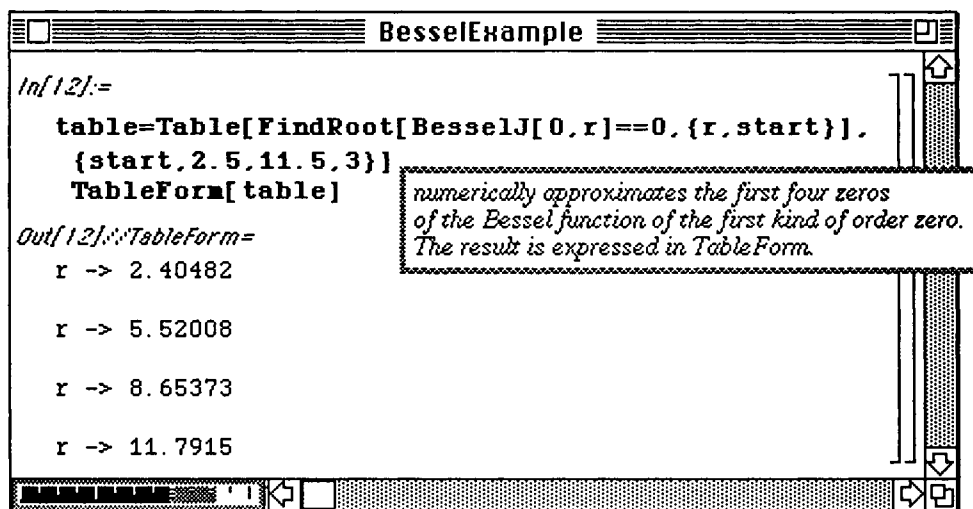 BesselExample
In[12]:=
table=Table[FindRoot[BesselJ[0,r]==0,{r,start}],
{start,2.5,11.5,3}]
TableForm[table]
numerically approximates the first four zeros
of the Bessel function of the first kind of order zero.
The result is expressed in TableForm.
Out[12]//TableForm=
r -> 2.40482
r -> 5.52008
r -> 8.65373
r -> 11.7915